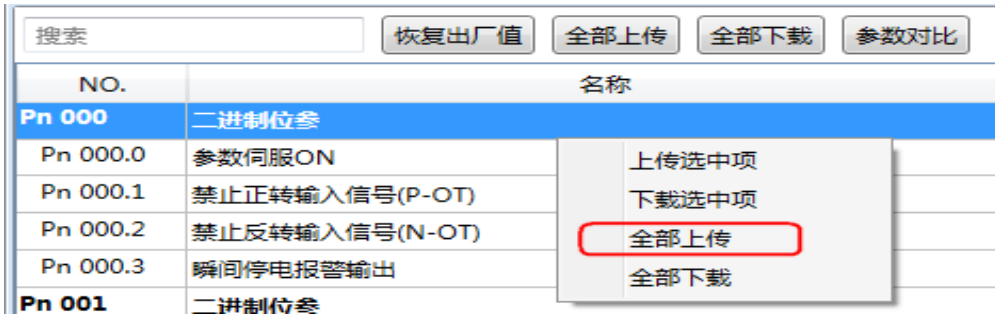 搜索 恢复出厂值 全部上传 全部下载 参数对比
NO. 名称
Pn 000 二进制位参
Pn 000.0 参数伺服ON
Pn 000.1 禁止正转输入信号(P-OT)
Pn 000.2 禁止反转输入信号(N-OT)
Pn 000.3 瞬间停电报警输出
Pn 001 二进制位参
上传选中项
下载选中项
全部上传
全部下载